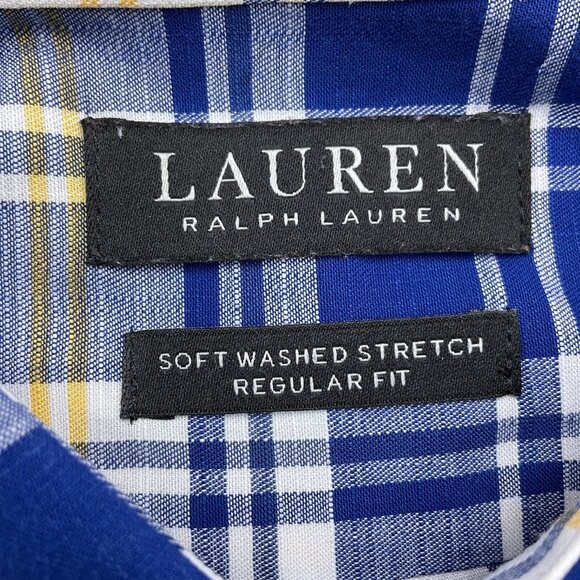 LAUREN
RALPH LAUREN
SOFT WASHED STRETCH
REGULAR FIT